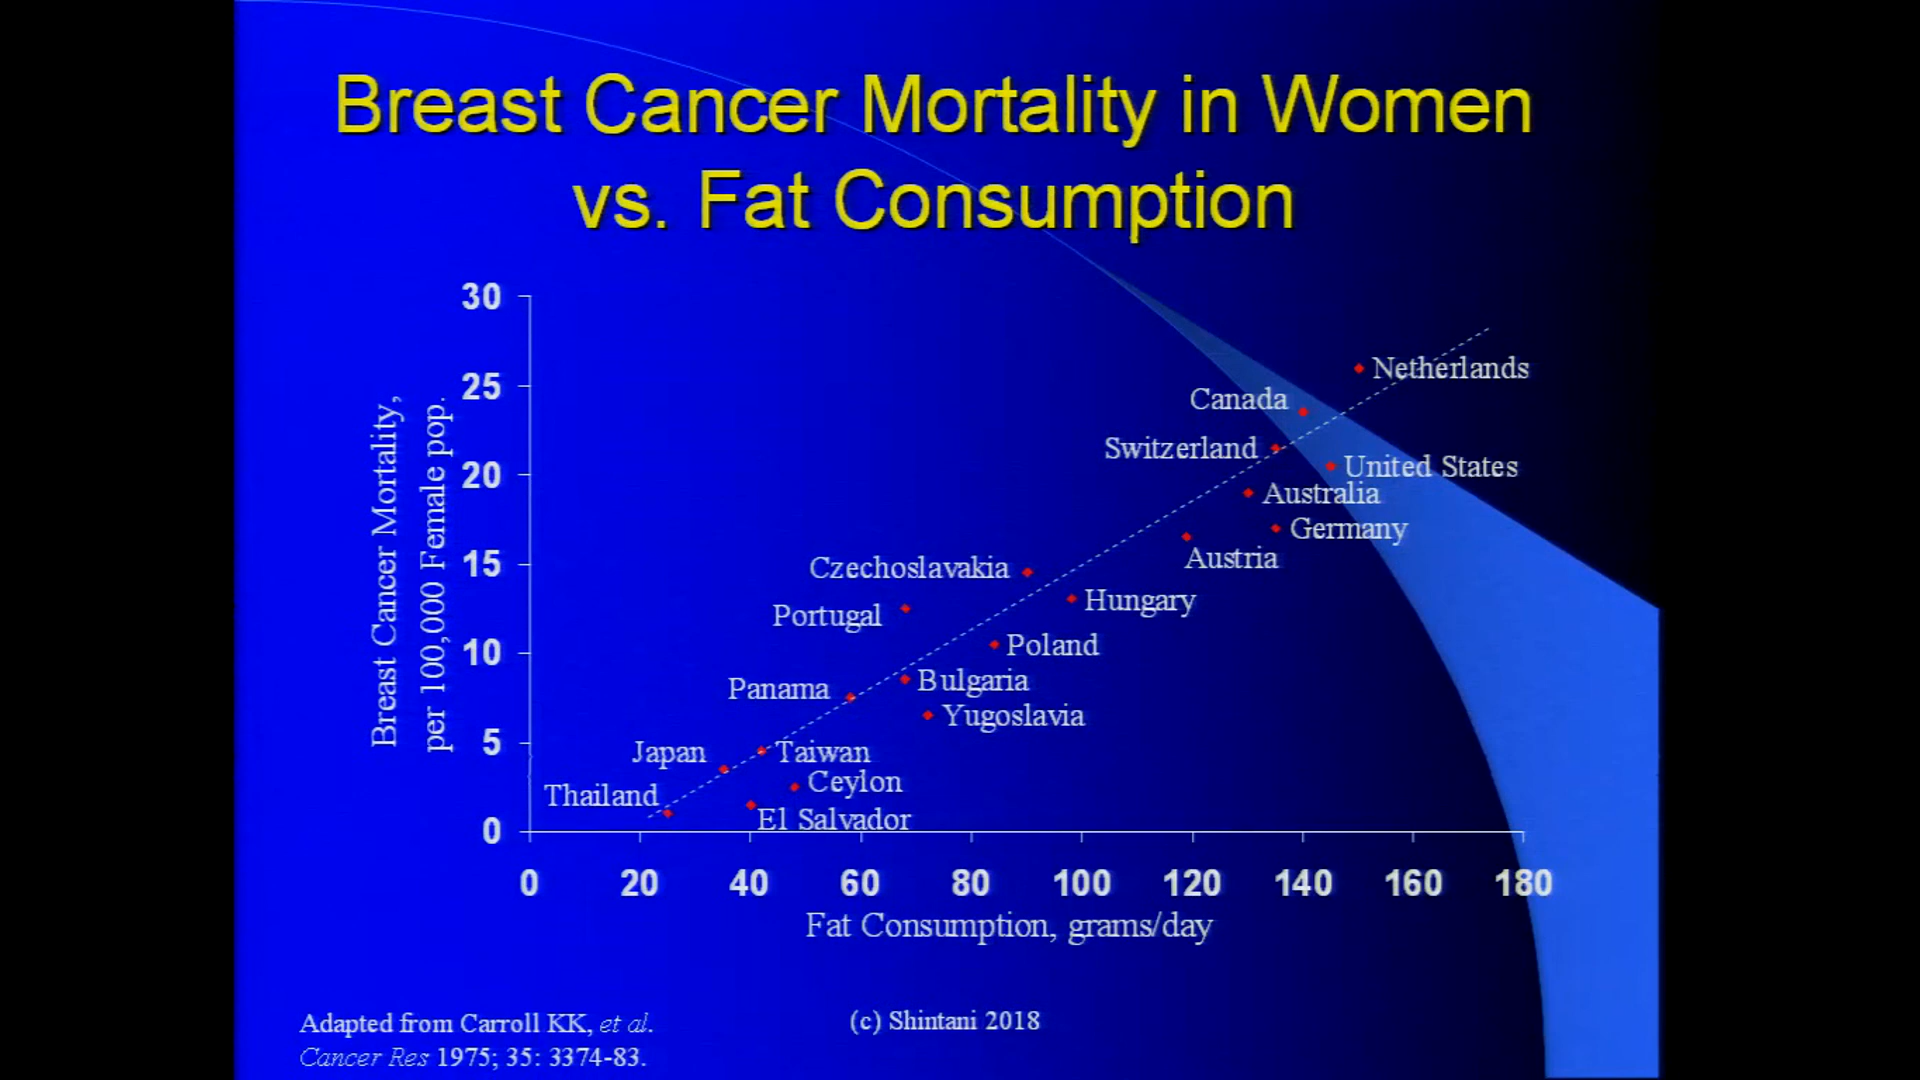 Breast Cancer Mortality in Women
vs. Fat Consumption
30
25
20
15
10
5
0
Breast Cancer Mortality,
per 100,000 Female pop.
Netherlands
Canada
Switzerland
United States
Australia
Germany
Austria
Czechoslavakia
Portugal
Hungary
Poland
Panama
Bulgaria
Yugoslavia
Japan
Taiwan
Ceylon
Thailand
El Salvador
0 20 40 60 80 100 120 140 160 180
Fat Consumption, grams/day
Adapted from Carroll KK, et al.
Cancer Res 1975; 35: 3374-83.
(c) Shintani 2018